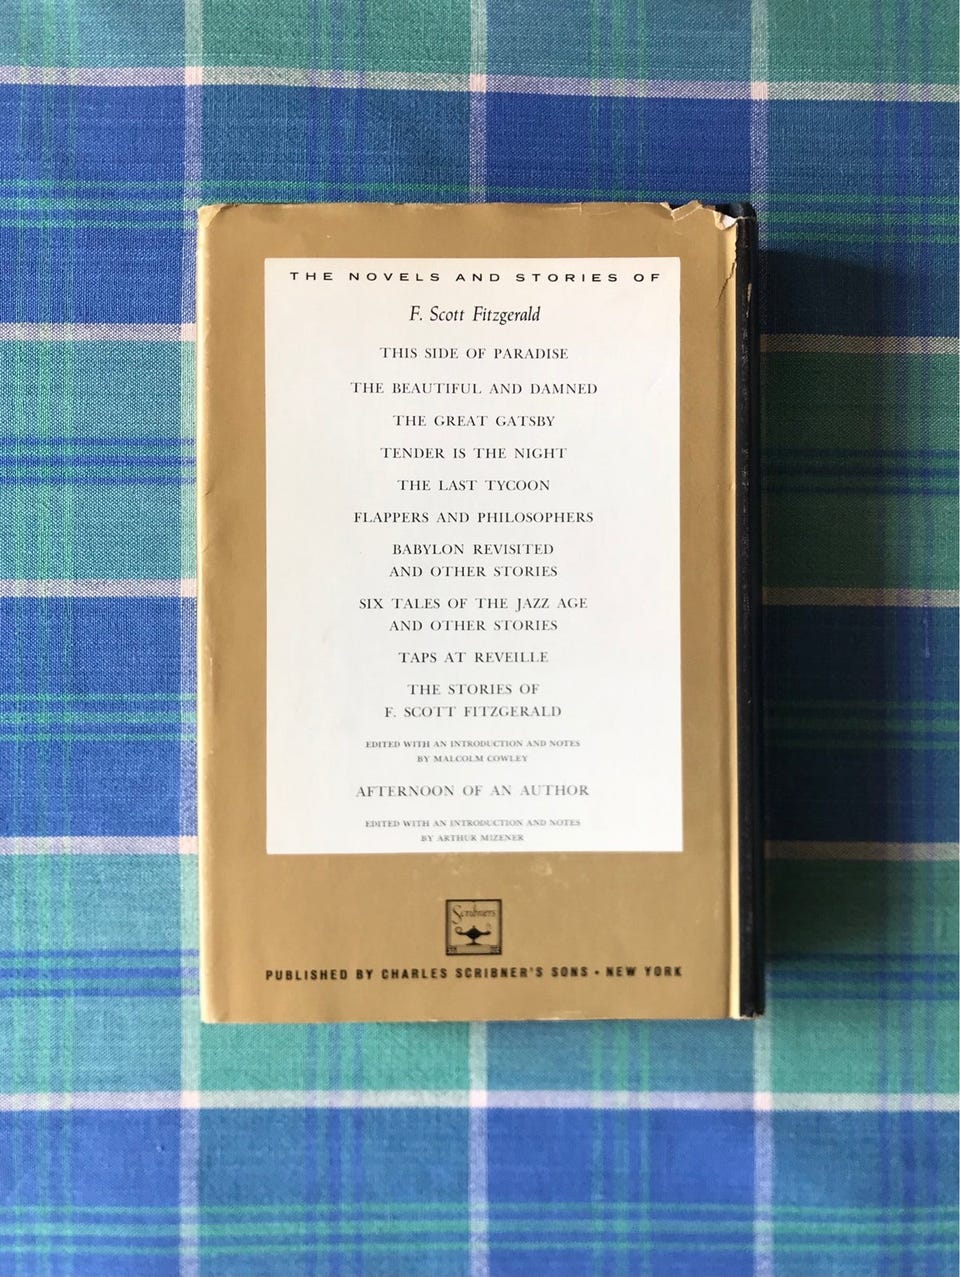 THE NOVELS AND STORIES OF
F. Scott Fitzgerald
THIS SIDE OF PARADISE
THE BEAUTIFUL AND DAMNED
THE GREAT GATSBY
TENDER IS THE NIGHT
THE LAST TYCOON
FLAPPERS AND PHILOSOPHERS
BABYLON REVISITED
AND OTHER STORIES
SIX TALES OF THE JAZZ AGE
AND OTHER STORIES
TAPS AT REVEILLE
THE STORIES OF
F. SCOTT FITZGERALD
EDITED WITH AN INTRODUCTION AND NOTES
BY MALCOLM COWLEY
AFTERNOON OF AN AUTHOR
EDITED WITH AN INTRODUCTION AND NOTES
BY ARTHUR MIZENER
Scribners
PUBLISHED BY CHARLES SCRIBNER'S SONS • NEW YORK